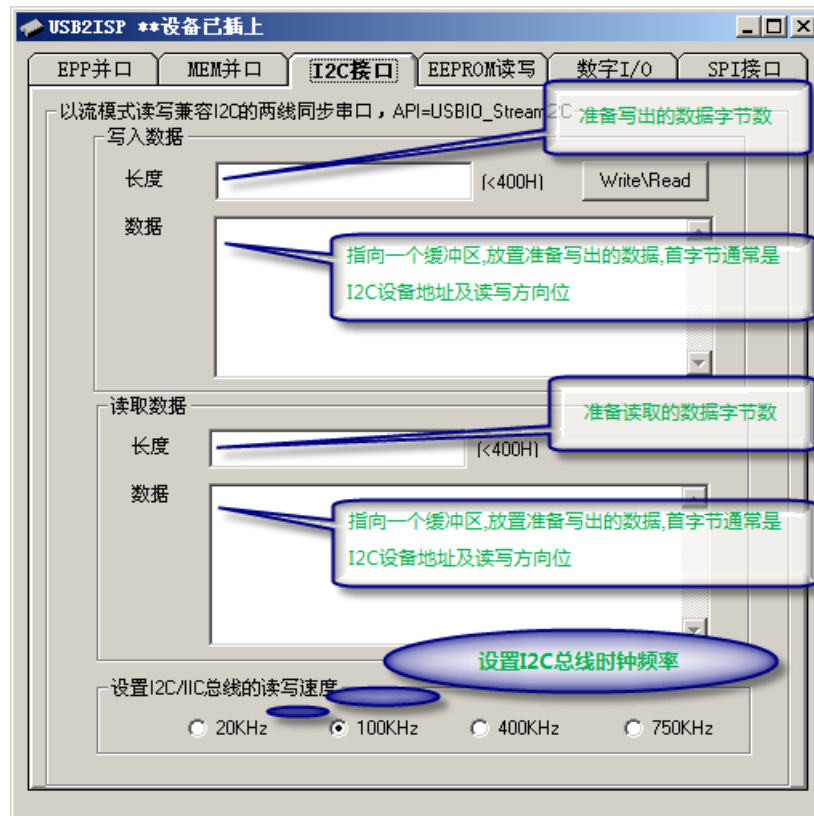 USB2ISP **设备已插上
EPP并口 MEM并口 I2C接口 EEPROM读写 数字I/0 SPI接口
以流模式读写兼容I2C的两线同步串口，API=USBIO_Stream2C
准备写出的数据字节数
写入数据
长度 (<400H) Write\Read
数据
指向一个缓冲区,放置准备写出的数据,首字节通常是
I2C设备地址及读写方向位
读取数据
准备读取的数据字节数
长度 (<400H)
数据
指向一个缓冲区,放置准备写出的数据,首字节通常是
I2C设备地址及读写方向位
设置I2C总线时钟频率
设置I2C/IIC总线的读写速度
20KHz 100KHz 400KHz 750KHz